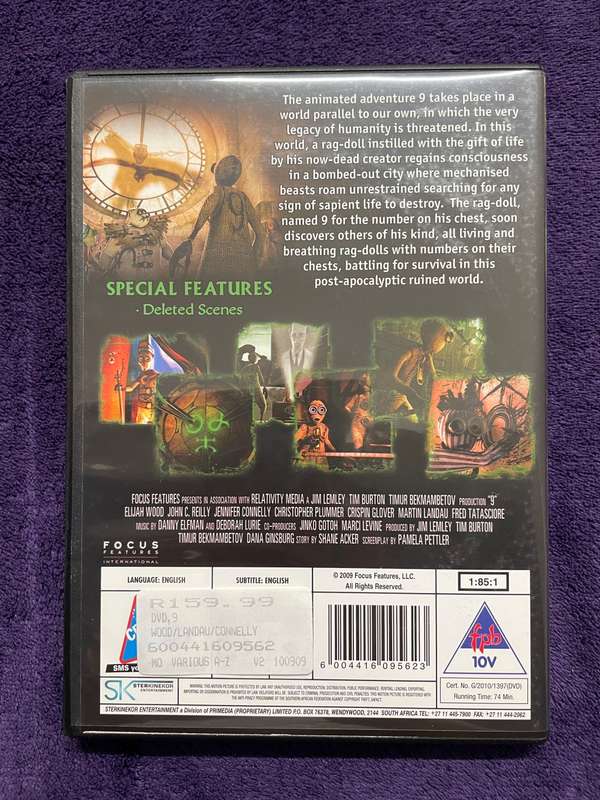 The animated adventure 9 takes place in a
world parallel to our own, in which the very
legacy of humanity is threatened. In this
world, a rag-doll instilled with the gift of life
by his now-dead creator regains consciousness
in a bombed-out city where mechanised
beasts roam unrestrained searching for any
sign of sapient life to destroy. The rag-doll,
named 9 for the number on his chest, soon
discovers others of his kind, all living and
breathing rag-dolls with numbers on their
chests, battling for survival in this
post-apocalyptic ruined world.
SPECIAL FEATURES
· Deleted Scenes
FOCUS FEATURES PRESENTS IN ASSOCIATION WITH RELATIVITY MEDIA A JIM LEMLEY TIM BURTON TIMUR BEKMAMBETOV PRODUCTION "9"
ELIJAH WOOD JOHN C. REILLY JENNIFER CONNELLY CHRISTOPHER PLUMMER CRISPIN GLOVER MARTIN LANDAU FRED TATASCIORE
MUSIC BY DANNY ELFMAN AND DEBORAH LURIE CO-PRODUCERS JINKO GOTOH MARCI LEVINE PRODUCED BY JIM LEMLEY TIM BURTON
TIMUR BEKMAMBETOV DANA GINSBURG STORY BY SHANE ACKER SCREENPLAY BY PAMELA PETTLER
FOCUS
FEATURES
INTERNATIONAL
LANGUAGE: ENGLISH
SUBTITLE: ENGLISH
© 2009 Focus Features, LLC.
All Rights Reserved.
1:85:1
R159.99
DVD,9
WOOD/LANDAU/CONNELLY
600441609562
MO VARIOUS A-Z V2 100909
SMS
SK STERKINEKOR
ENTERTAINMENT
6 004416 095623
fpb
10V
Cert. No. G/2010/1397(DVD)
Running Time: 74 Min.
STERKINEKOR ENTERTAINMENT a Division of PRIMEDIA (PROPRIETARY) LIMITED P.O. BOX 76378, WENDYWOOD, 2144 SOUTH AFRICA TEL: +27 11 445-7900 FAX: +27 11 444-2062